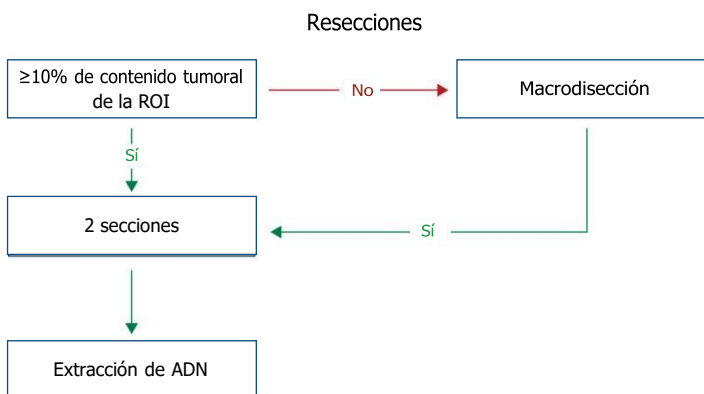 Resecciones
≥10% de contenido tumoral
de la ROI
No
Macrodisección
Sí
2 secciones
Sí
Extracción de ADN